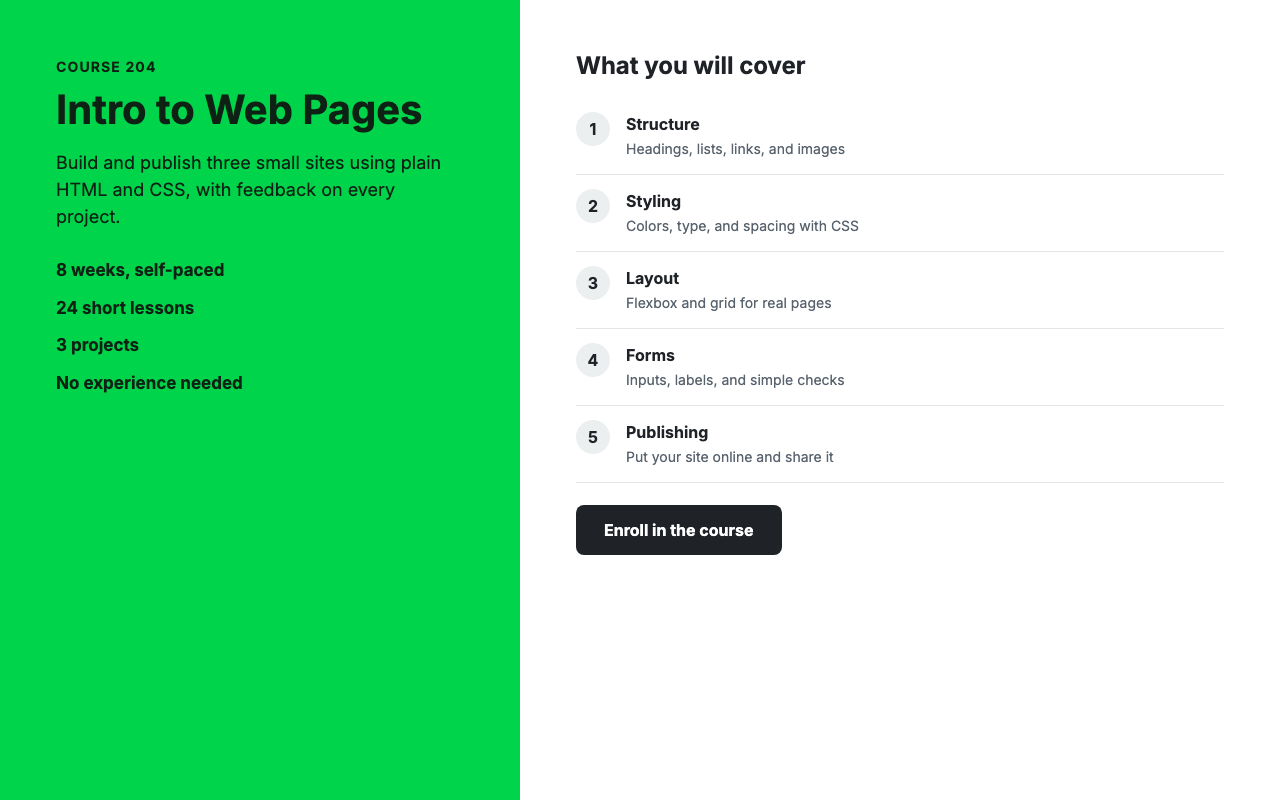 COURSE 204
Intro to Web Pages
Build and publish three small sites using plain
HTML and CSS, with feedback on every
project.
8 weeks, self-paced
24 short lessons
3 projects
No experience needed
What you will cover
1
Structure
Headings, lists, links, and images
2
Styling
Colors, type, and spacing with CSS
3
Layout
Flexbox and grid for real pages
4
Forms
Inputs, labels, and simple checks
5
Publishing
Put your site online and share it
Enroll in the course